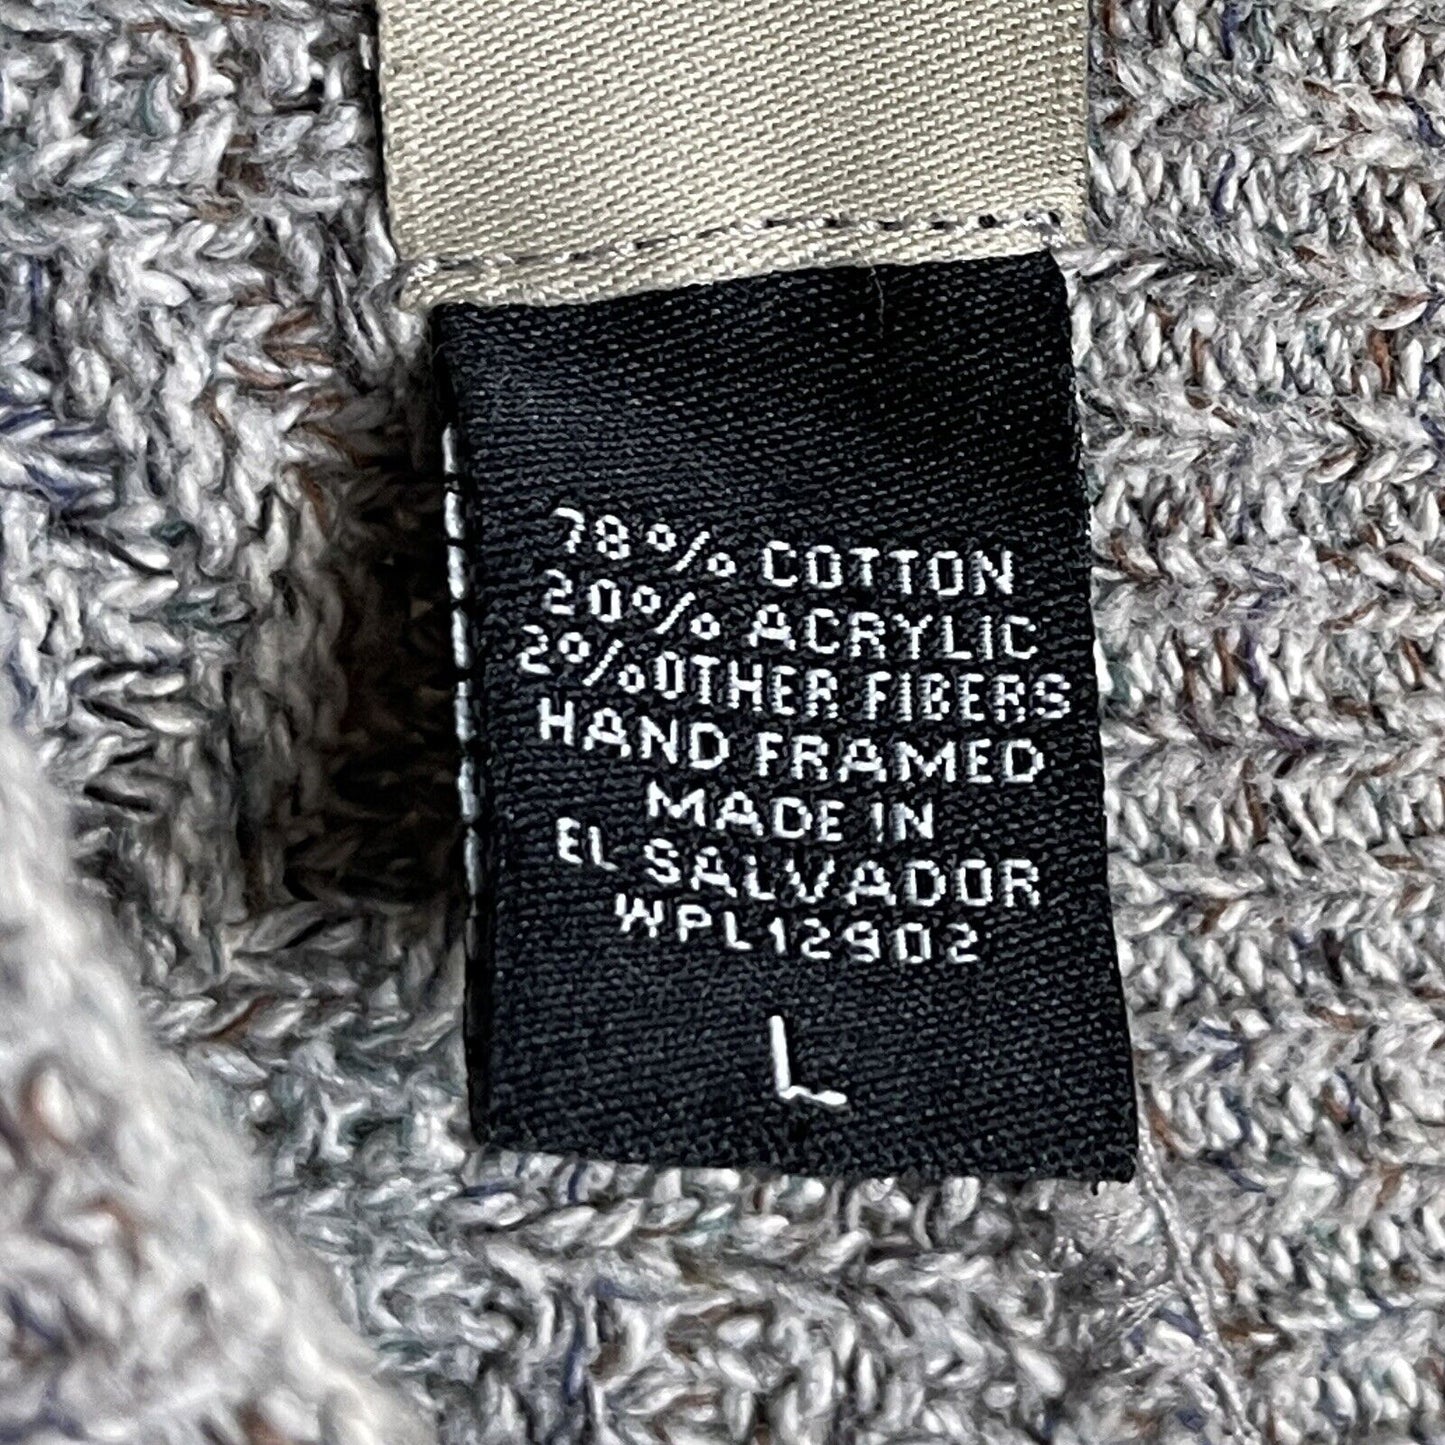 78% COTTON
20% ACRYLIC
2%OTHER FIBERS
HAND FRAMED
MADE IN
EL SALVADOR
WPL12902
L